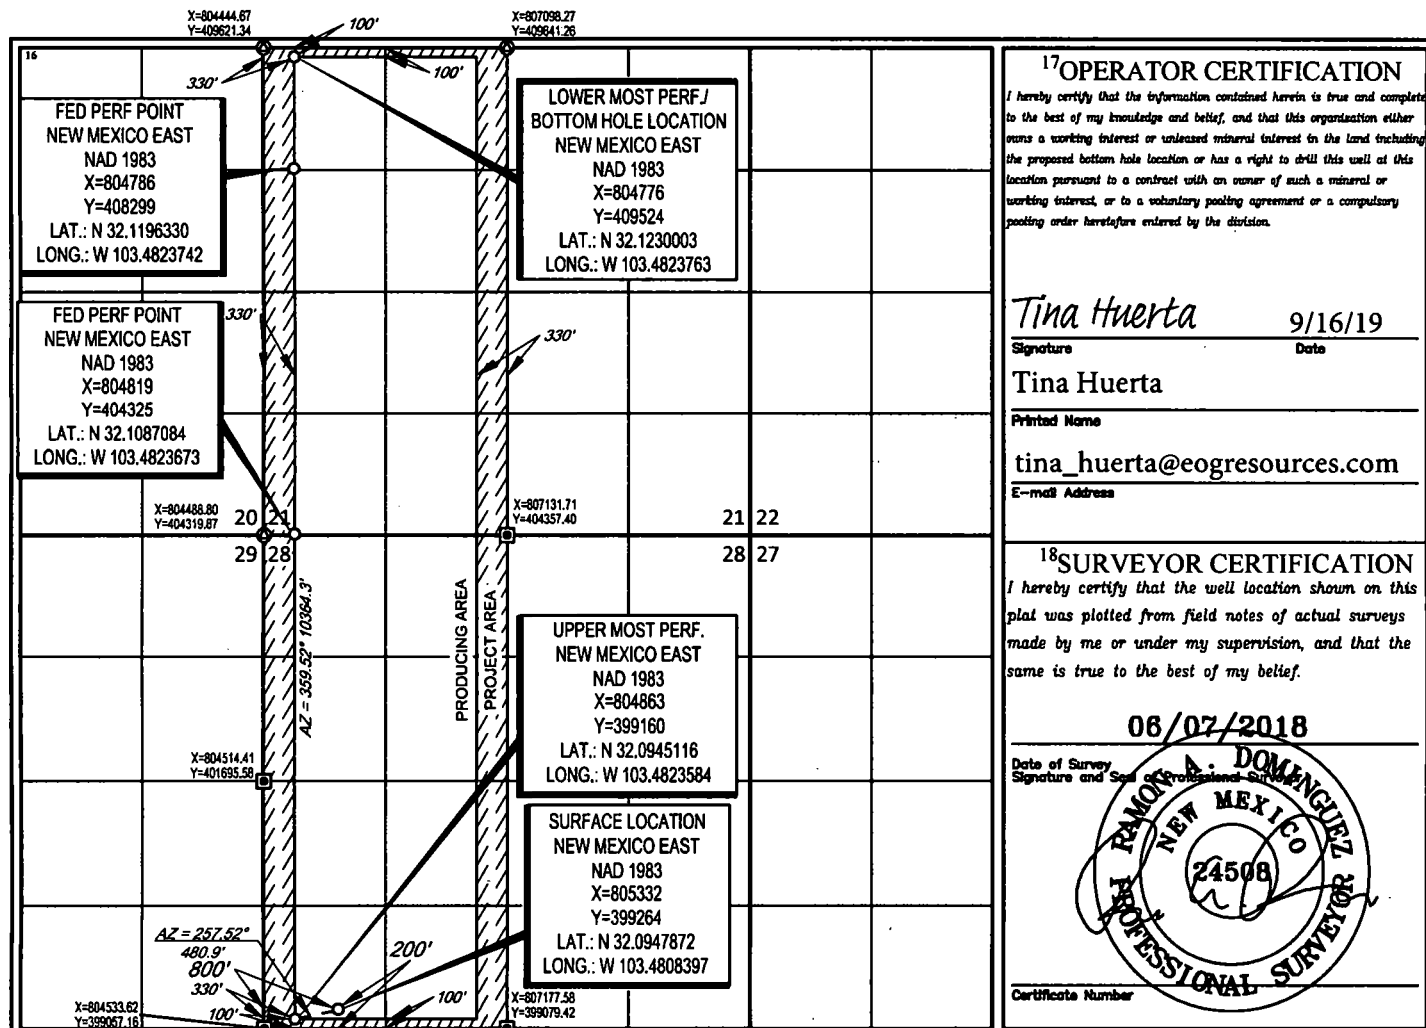 X=804444.67
Y=409621.34
100'
X=807098.27
Y=409641.26
16
330'
100'
FED PERF POINT
NEW MEXICO EAST
NAD 1983
X=804786
Y=408299
LAT.: N 32.1196330
LONG.: W 103.4823742
LOWER MOST PERF./
BOTTOM HOLE LOCATION
NEW MEXICO EAST
NAD 1983
X=804776
Y=409524
LAT.: N 32.1230003
LONG.: W 103.4823763
FED PERF POINT
NEW MEXICO EAST
NAD 1983
X=804819
Y=404325
LAT.: N 32.1087084
LONG.: W 103.4823673
330'
330'
X=804488.80
Y=404319.87
20 21
29 28
X=807131.71
Y=404357.40
21 22
28 27
AZ = 359.52° 10364.3'
PRODUCING AREA
PROJECT AREA
UPPER MOST PERF.
NEW MEXICO EAST
NAD 1983
X=804863
Y=399160
LAT.: N 32.0945116
LONG.: W 103.4823584
X=804514.41
Y=401695.58
SURFACE LOCATION
NEW MEXICO EAST
NAD 1983
X=805332
Y=399264
LAT.: N 32.0947872
LONG.: W 103.4808397
AZ = 257.52°
480.9'
800'
200'
330'
100'
100'
X=804533.62
Y=399057.16
X=807177.58
Y=399079.42
17 OPERATOR CERTIFICATION
I hereby certify that the information contained herein is true and complete
to the best of my knowledge and belief, and that this organization either
owns a working interest or unleased mineral interest in the land including
the proposed bottom hole location or has a right to drill this well at this
location pursuant to a contract with an owner of such a mineral or
working interest, or to a voluntary pooling agreement or a compulsory
pooling order heretofore entered by the division.
Tina Huerta 9/16/19
Signature Date
Tina Huerta
Printed Name
tina_huerta@eogresources.com
E-mail Address
18 SURVEYOR CERTIFICATION
I hereby certify that the well location shown on this
plat was plotted from field notes of actual surveys
made by me or under my supervision, and that the
same is true to the best of my belief.
06/07/2018
Date of Survey
Signature and Seal of Professional Surveyor
RAMON A. DOMINGUEZ
NEW MEXICO
24508
PROFESSIONAL SURVEYOR
Certificate Number